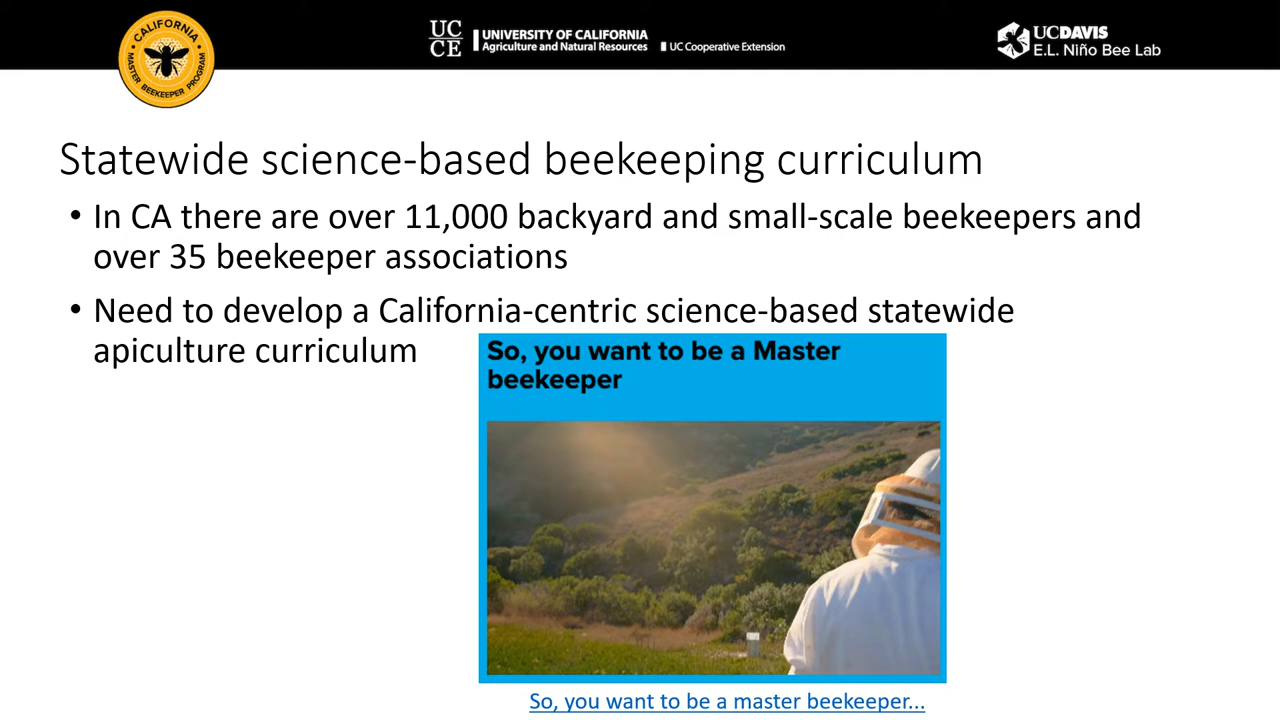 CALIFORNIA
MASTER BEEKEEPER PROGRAM
UC
CE
UNIVERSITY OF CALIFORNIA
Agriculture and Natural Resources
UC Cooperative Extension
UCDAVIS
E.L. Niño Bee Lab
Statewide science-based beekeeping curriculum
• In CA there are over 11,000 backyard and small-scale beekeepers and
over 35 beekeeper associations
• Need to develop a California-centric science-based statewide
apiculture curriculum
So, you want to be a Master
beekeeper
So, you want to be a master beekeeper...